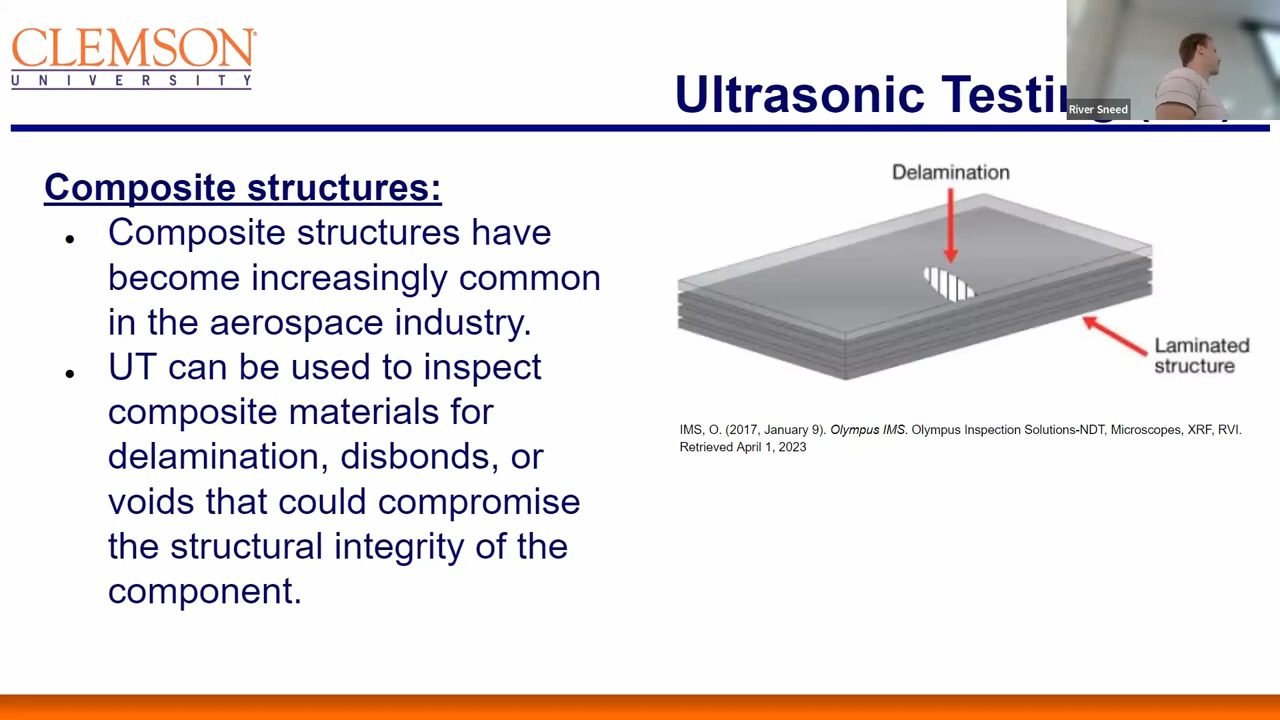 CLEMSON
UNIVERSITY
Ultrasonic
River Sneed
Composite structures:
Composite structures have
become increasingly common
in the aerospace industry.
UT can be used to inspect
composite materials for
delamination, disbonds, or
voids that could compromise
the structural integrity of the
component.
Delamination
Laminated
structure
IMS, O. (2017, January 9). Olympus IMS. Olympus Inspection Solutions-NDT, Microscopes, XRF, RVI.
Retrieved April 1, 2023